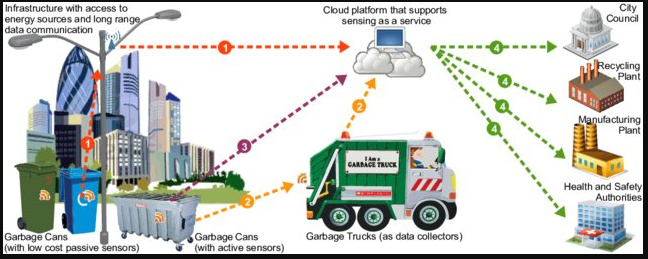 Infrastructure with access to
energy sources and long range
data communication
Cloud platform that supports
sensing as a service
City
Council
1
4
Recycling
Plant
4
2
4
Manufacturing
Plant
1
3
4
I Am a
GARBAGE TRUCK
Health and Safety
Authorities
2
Garbage Cans
(with low cost passive sensors)
Garbage Cans
(with active sensors)
Garbage Trucks (as data collectors)